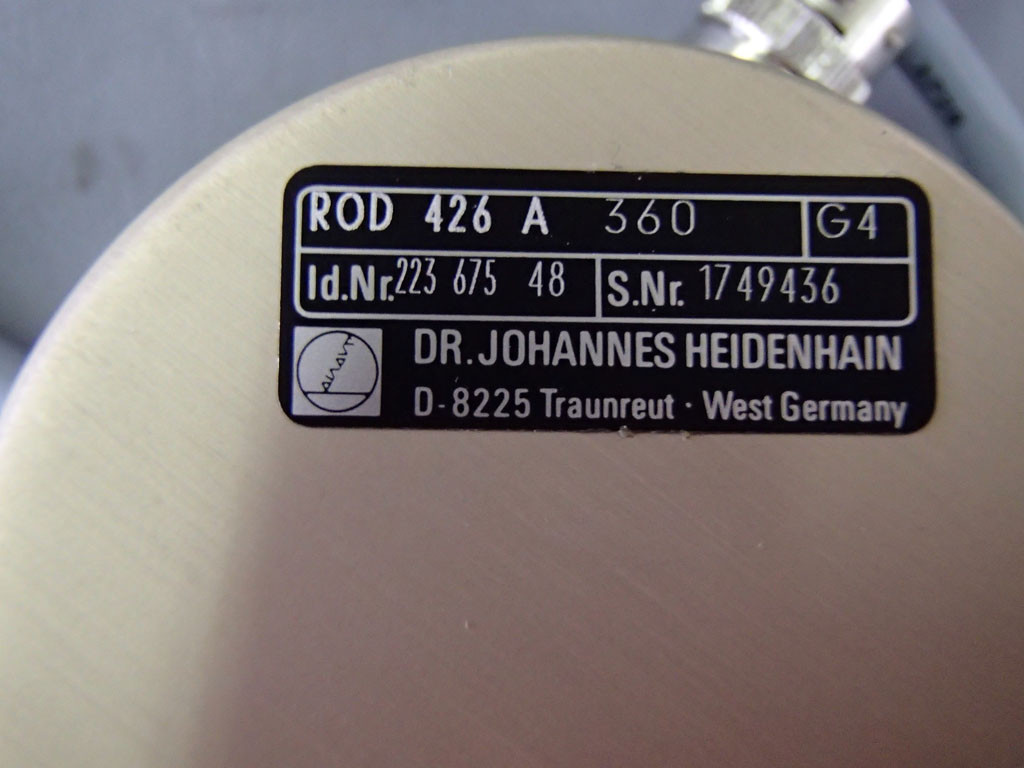 ROD 426 A 360 G4
Id.Nr. 223 675 48 S.Nr. 1749436
DR. JOHANNES HEIDENHAIN
D-8225 Traunreut · West Germany